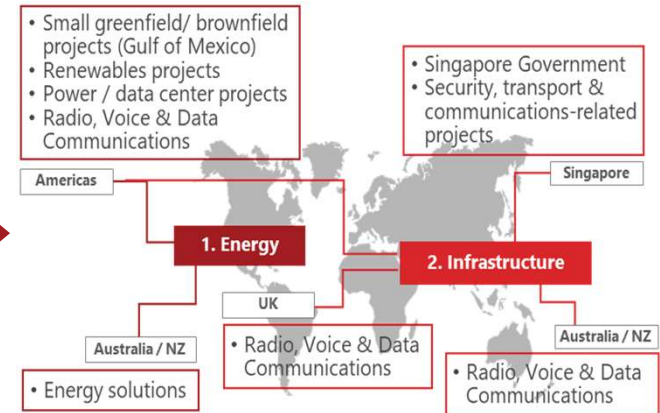 • Small greenfield/ brownfield
projects (Gulf of Mexico)
• Renewables projects
• Power / data center projects
• Radio, Voice & Data
Communications
• Singapore Government
• Security, transport &
communications-related
projects
Americas
Singapore
1. Energy
2. Infrastructure
UK
• Radio, Voice & Data
Communications
Australia / NZ
• Energy solutions
Australia / NZ
• Radio, Voice & Data
Communications